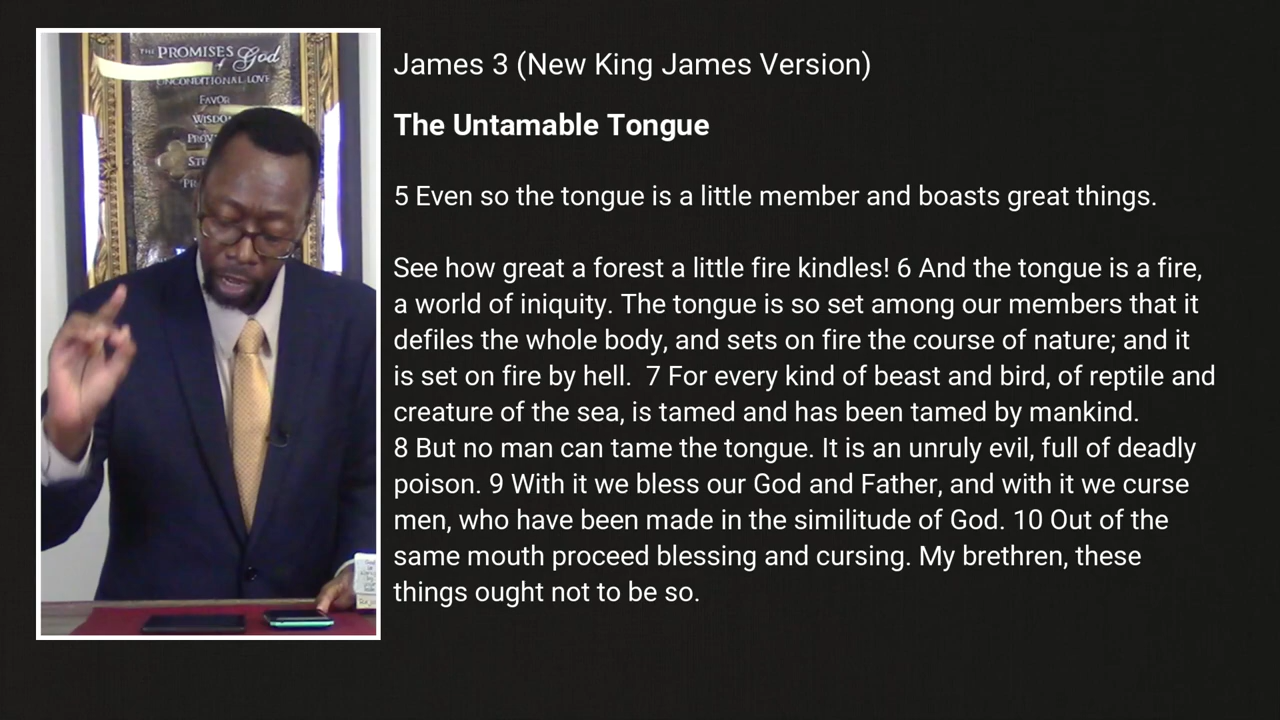 THE PROMISES of God
UNCONDITIONAL LOVE
FAVOR
James 3 (New King James Version)
The Untamable Tongue
5 Even so the tongue is a little member and boasts great things.
See how great a forest a little fire kindles! 6 And the tongue is a fire,
a world of iniquity. The tongue is so set among our members that it
defiles the whole body, and sets on fire the course of nature; and it
is set on fire by hell.  7 For every kind of beast and bird, of reptile and
creature of the sea, is tamed and has been tamed by mankind.
8 But no man can tame the tongue. It is an unruly evil, full of deadly
poison. 9 With it we bless our God and Father, and with it we curse
men, who have been made in the similitude of God. 10 Out of the
same mouth proceed blessing and cursing. My brethren, these
things ought not to be so.